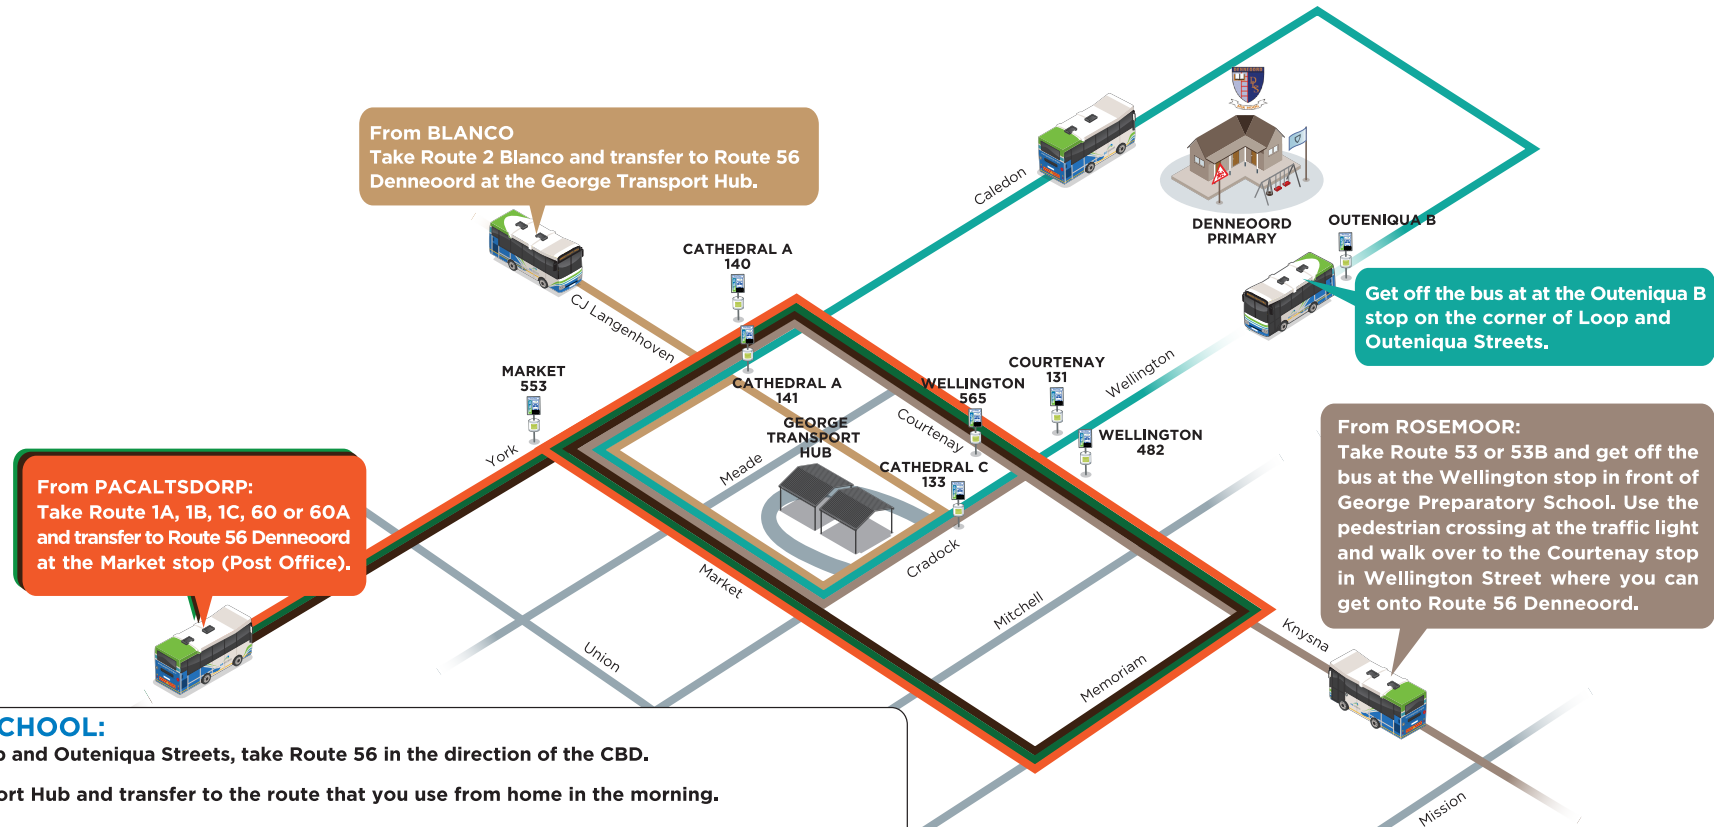 From BLANCO
Take Route 2 Blanco and transfer to Route 56
Denneoord at the George Transport Hub.
Caledon
DENNEOORD
PRIMARY
OUTENIQUA B
CATHEDRAL A
140
CJ Langenhoven
Get off the bus at at the Outeniqua B
stop on the corner of Loop and
Outeniqua Streets.
MARKET
553
CATHEDRAL A
141
WELLINGTON
565
COURTENAY
131
Wellington
GEORGE
TRANSPORT
HUB
Courtenay
WELLINGTON
482
York
Meade
CATHEDRAL C
133
From ROSEMOOR:
Take Route 53 or 53B and get off the
bus at the Wellington stop in front of
George Preparatory School. Use the
pedestrian crossing at the traffic light
and walk over to the Courtenay stop
in Wellington Street where you can
get onto Route 56 Denneoord.
From PACALTSDORP:
Take Route 1A, 1B, 1C, 60 or 60A
and transfer to Route 56 Denneoord
at the Market stop (Post Office).
Market
Cradock
Mitchell
Knysna
Union
Memoriam
Mission
CHOOL:
and Outeniqua Streets, take Route 56 in the direction of the CBD.
ort Hub and transfer to the route that you use from home in the morning.